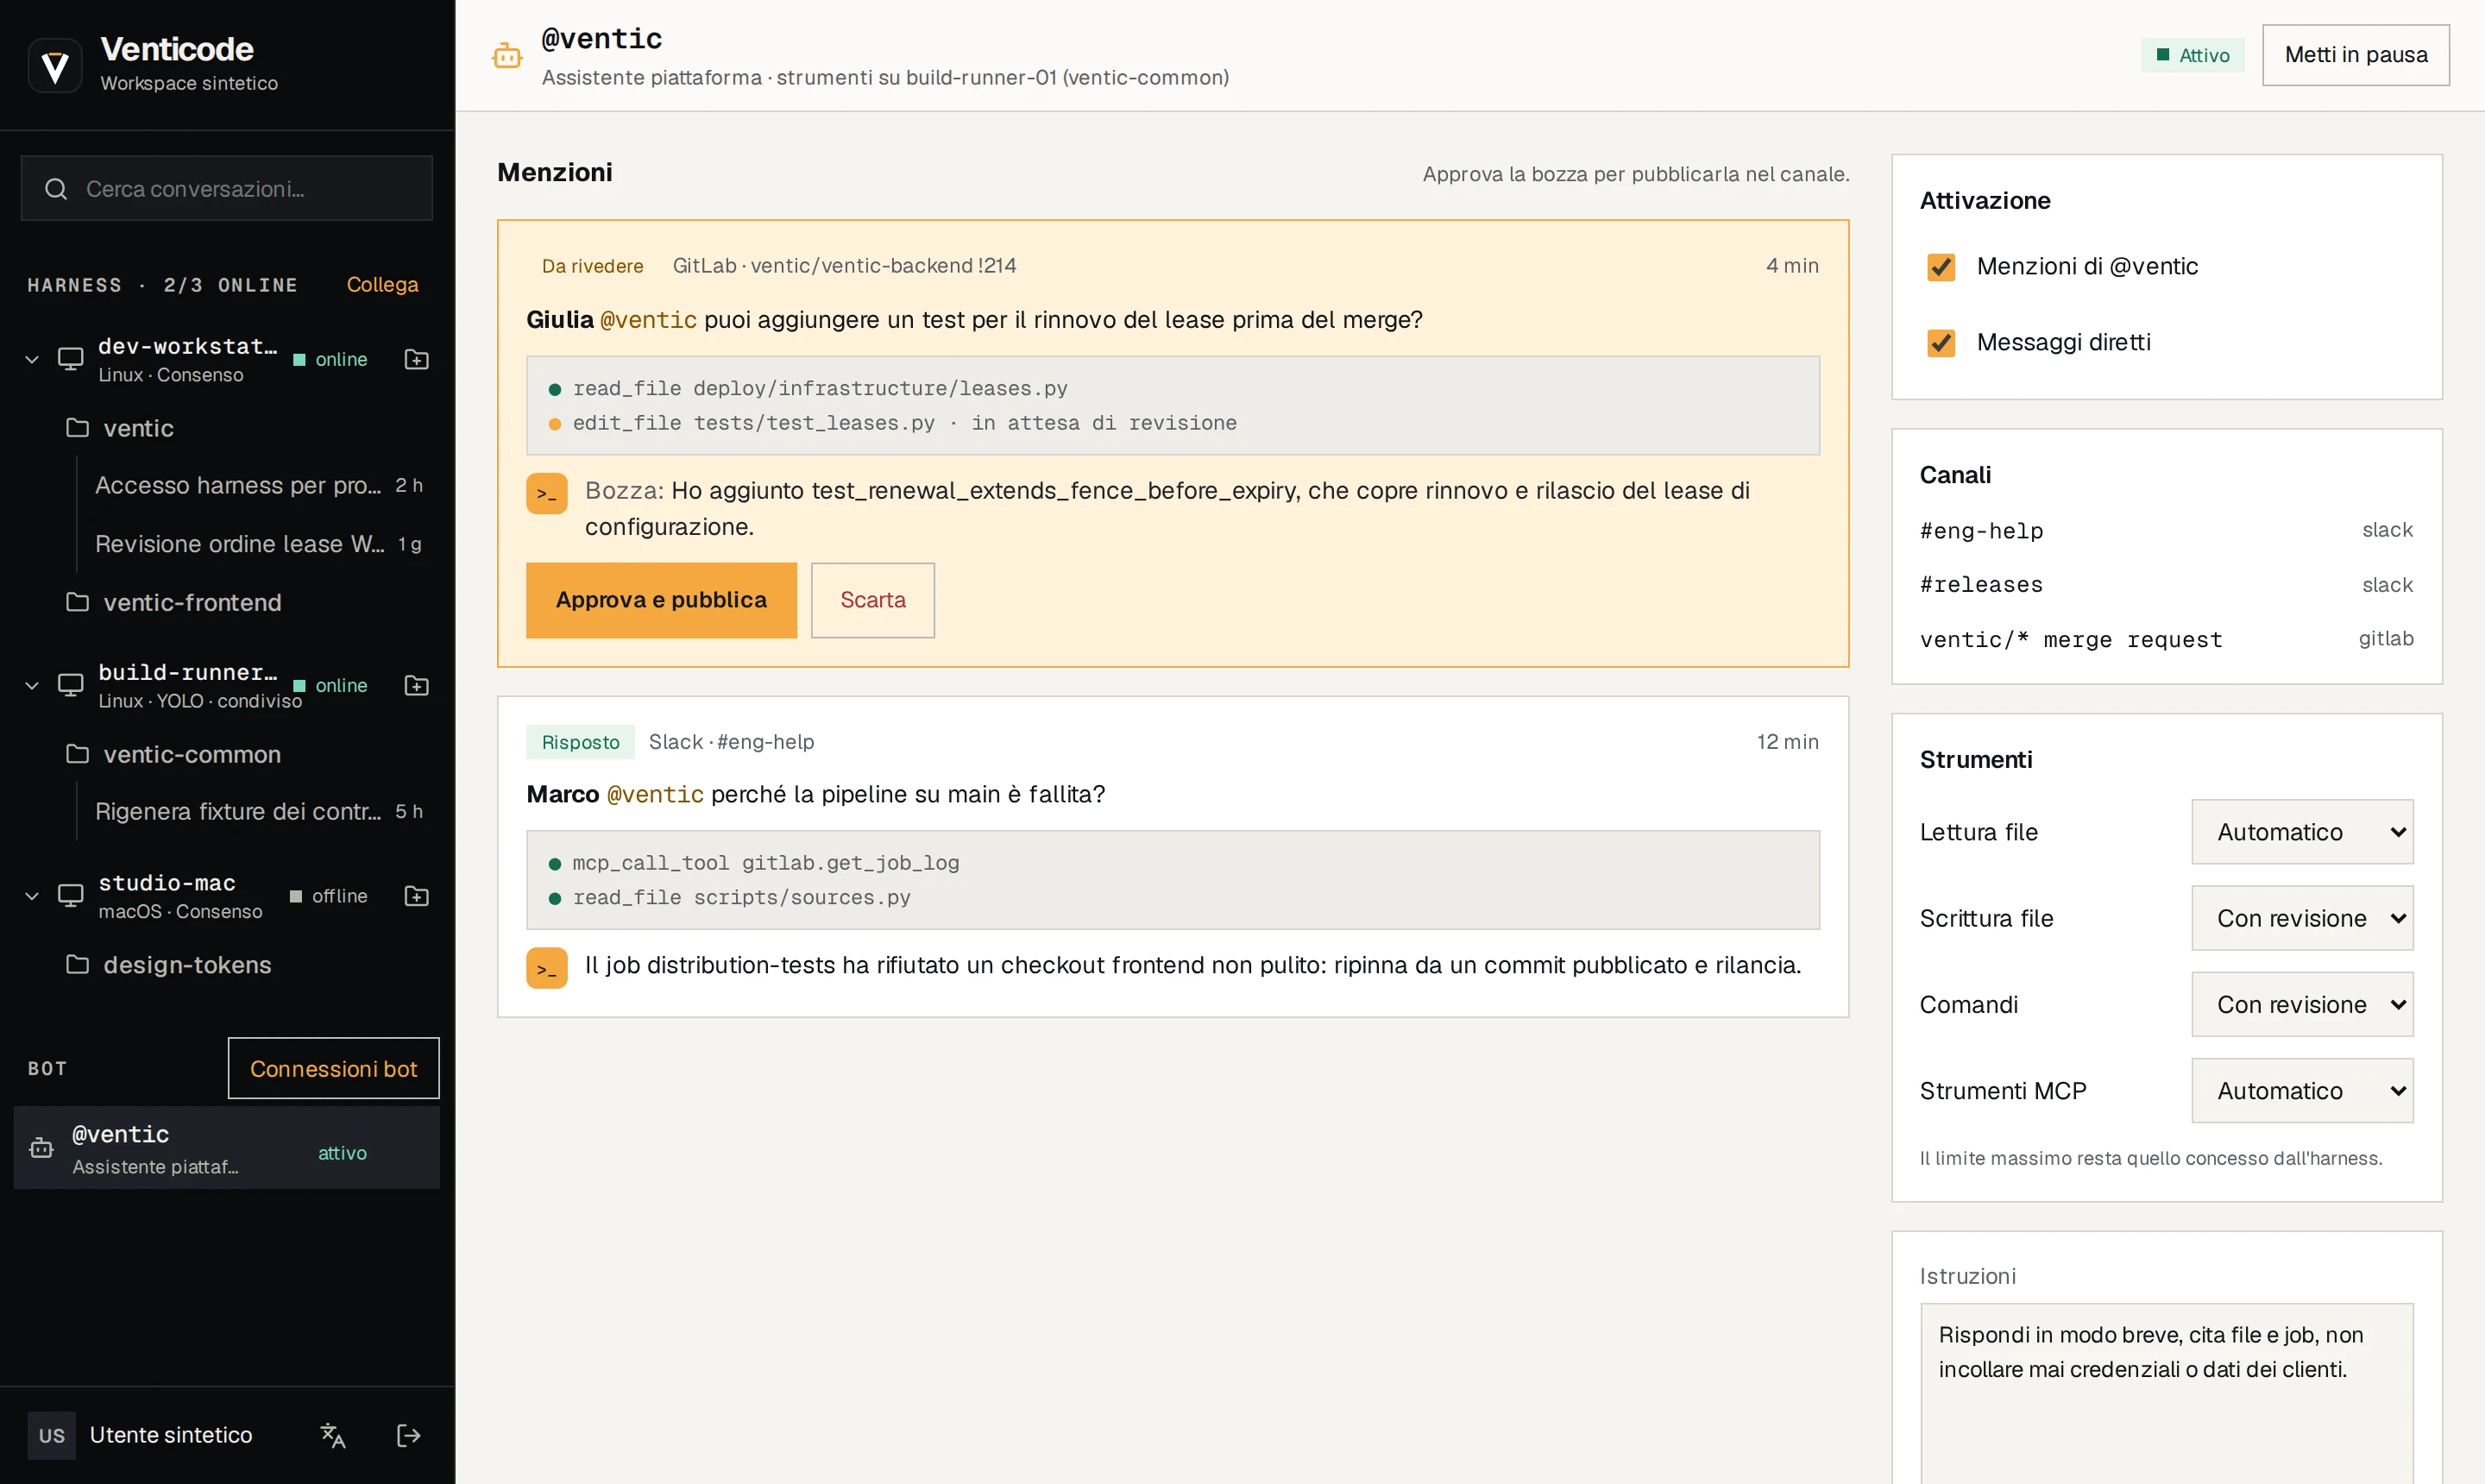 Venticode
Workspace sintetico
Cerca conversazioni…
HARNESS · 2/3 ONLINE
Collega
dev-workstat…
online
Linux · Consenso
ventic
Accesso harness per pro… 2 h
Revisione ordine lease W… 1 g
ventic-frontend
build-runner…
online
Linux · YOLO · condiviso
ventic-common
Rigenera fixture dei contr… 5 h
studio-mac
offline
macOS · Consenso
design-tokens
BOT
Connessioni bot
@ventic
Assistente piattaf…
attivo
US
Utente sintetico
@ventic
Assistente piattaforma · strumenti su build-runner-01 (ventic-common)
Attivo
Metti in pausa
Menzioni
Approva la bozza per pubblicarla nel canale.
Da rivedere GitLab · ventic/ventic-backend !214 4 min
Giulia @ventic puoi aggiungere un test per il rinnovo del lease prima del merge?
read_file deploy/infrastructure/leases.py
edit_file tests/test_leases.py · in attesa di revisione
>_
Bozza: Ho aggiunto test_renewal_extends_fence_before_expiry, che copre rinnovo e rilascio del lease di
configurazione.
Approva e pubblica
Scarta
Risposto Slack · #eng-help 12 min
Marco @ventic perché la pipeline su main è fallita?
mcp_call_tool gitlab.get_job_log
read_file scripts/sources.py
>_
Il job distribution-tests ha rifiutato un checkout frontend non pulito: ripinna da un commit pubblicato e rilancia.
Attivazione
Menzioni di @ventic
Messaggi diretti
Canali
#eng-help slack
#releases slack
ventic/* merge request gitlab
Strumenti
Lettura file Automatico
Scrittura file Con revisione
Comandi Con revisione
Strumenti MCP Automatico
Il limite massimo resta quello concesso dall'harness.
Istruzioni
Rispondi in modo breve, cita file e job, non
incollare mai credenziali o dati dei clienti.